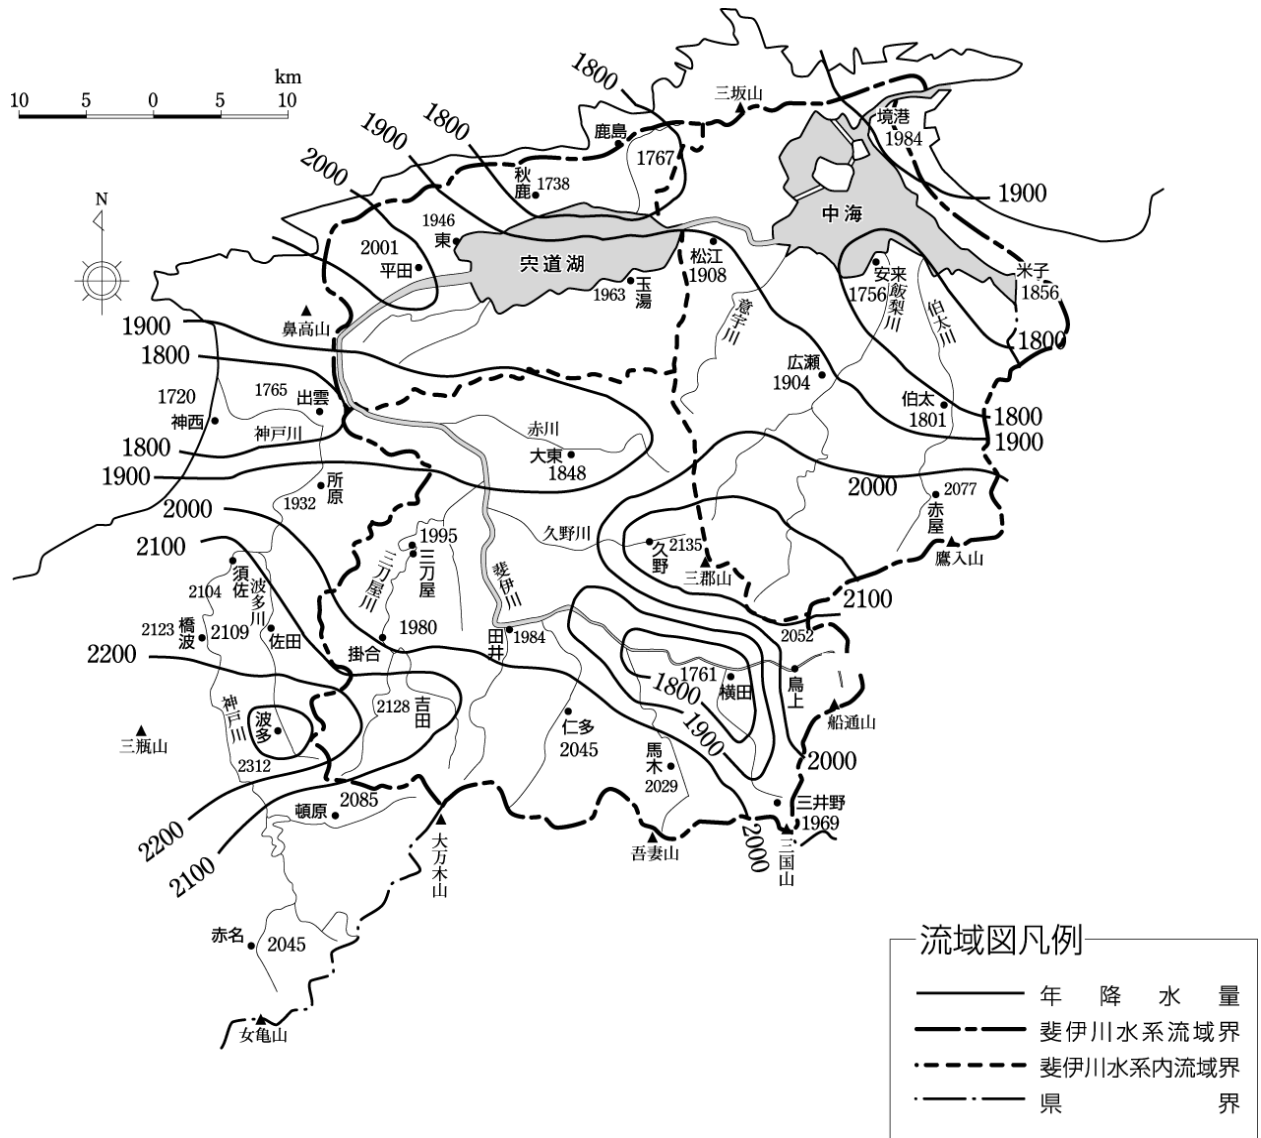 km
10 5 0 5 10
N
1800
三坂山
1800
1900
2000
鹿島
1767
境港
1984
秋鹿
1738
1900
1946
東
2001
平田
中海
宍道湖
松江
1908
1963
玉湯
安来
1756
米子
1856
飯梨川
伯太川
意宇川
鼻高山
1900
1800
1800
広瀬
1904
1720
神西
1765
出雲
神戸川
赤川
大東
1848
伯太
1801
1800
1900
1800
1900
所原
1932
2000
2077
赤屋
2000
2100
1995
三刀屋
三刀屋川
久野川
久野
2135
三郡山
鷹入山
2100
須佐
2104
波多川
斐伊川
橋波
2123
2109
佐田
1980
掛合
田井
1984
2052
2200
1761
1800
横田
鳥上
神戸川
波多
2312
2128
吉田
仁多
2045
1900
船通山
三瓶山
馬木
2029
2000
三井野
1969
2085
頓原
2200
2100
大万木山
吾妻山
2000
三国山
赤名
2045
女亀山
流域図凡例
年降水量
斐伊川水系流域界
斐伊川水系内流域界
県界